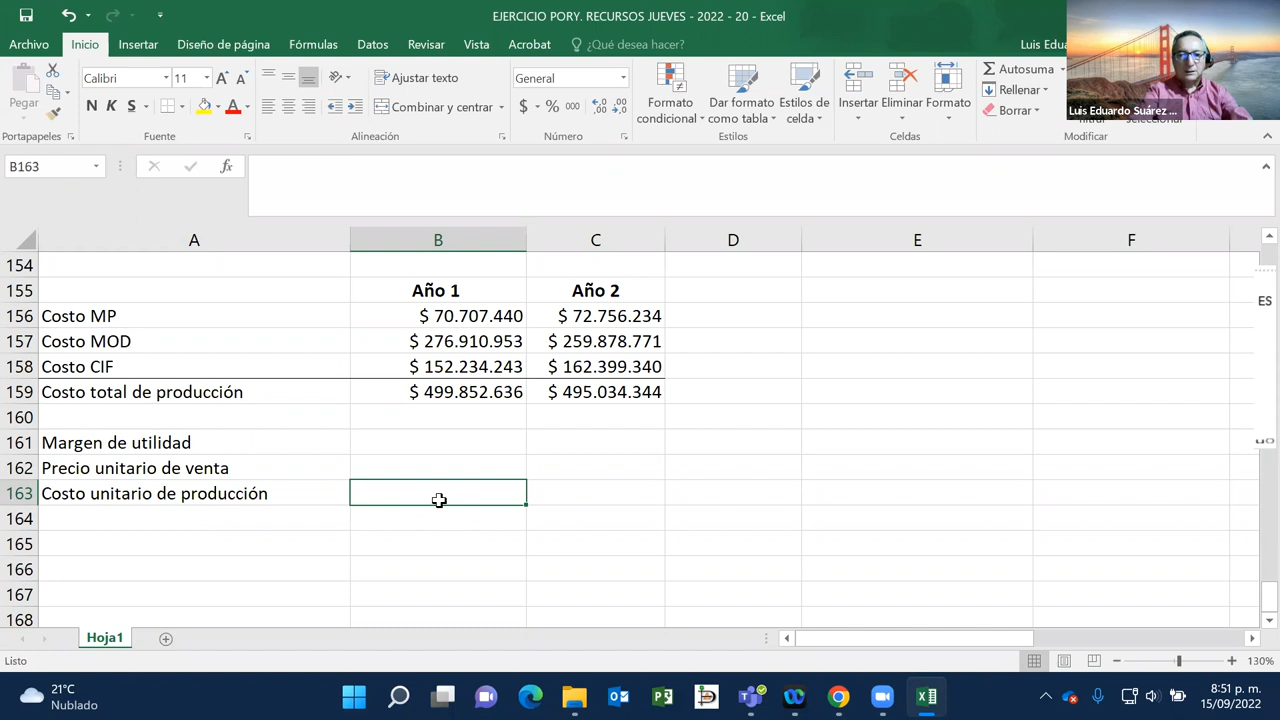 EJERCICIO PORY. RECURSOS JUEVES - 2022 - 20 - Excel
Luis Edu
Archivo Inicio Insertar Diseño de página Fórmulas Datos Revisar Vista Acrobat ¿Qué desea hacer?
Pegar
Calibri 11
N K S
Ajustar texto
Combinar y centrar
General
$ % 000
Formato condicional
Dar formato como tabla
Estilos de celda
Insertar Eliminar Formato
Autosuma
Rellenar
Borrar
Luis Eduardo Suárez ...
Portapapeles Fuente Alineación Número Estilos Celdas Modificar
B163 fx
A B C D E F
154
155 Año 1 Año 2
156 Costo MP $ 70.707.440 $ 72.756.234
157 Costo MOD $ 276.910.953 $ 259.878.771
158 Costo CIF $ 152.234.243 $ 162.399.340
159 Costo total de producción $ 499.852.636 $ 495.034.344
160
161 Margen de utilidad
162 Precio unitario de venta
163 Costo unitario de producción
164
165
166
167
168
ES
Hoja1
Listo 130%
21°C
Nublado
8:51 p. m.
15/09/2022